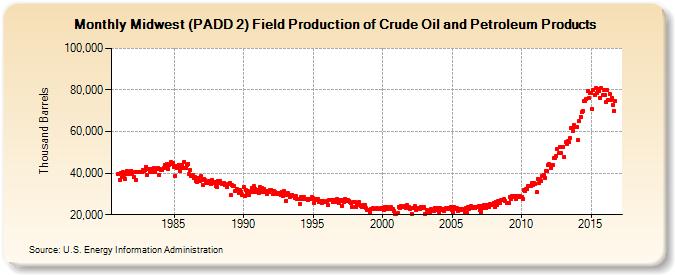 Monthly Midwest (PADD 2) Field Production of Crude Oil and Petroleum Products
Thousand Barrels
100,000
80,000
60,000
40,000
20,000
1985 1990 1995 2000 2005 2010 2015
Source: U.S. Energy Information Administration